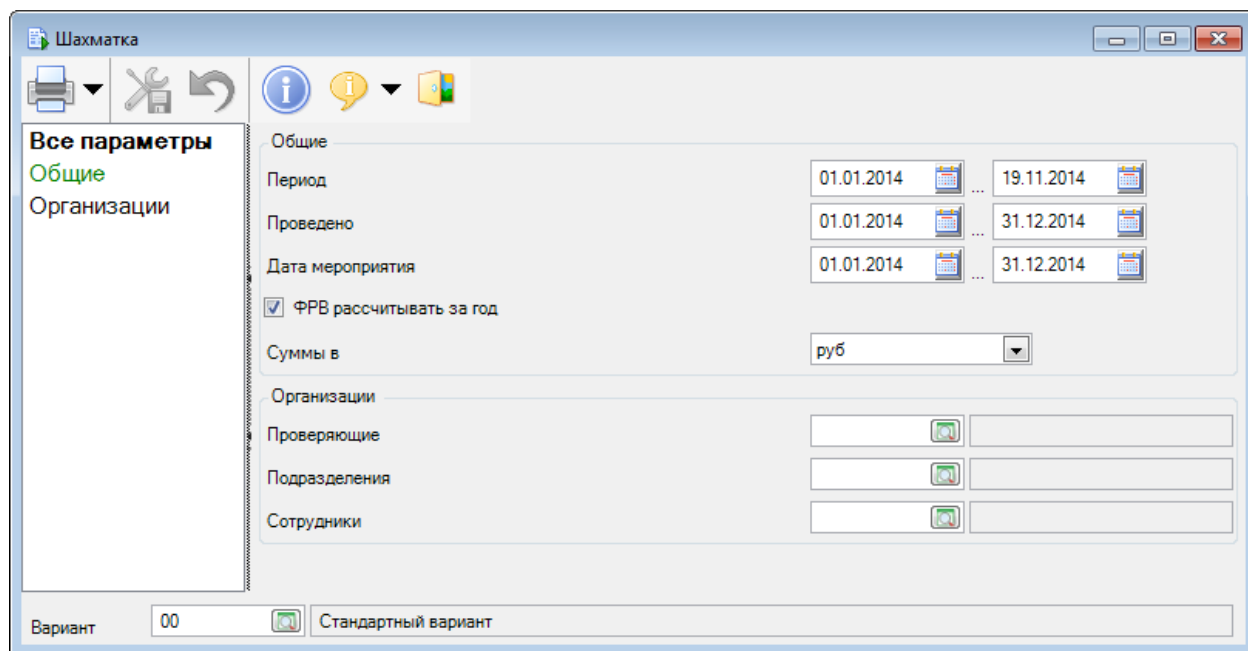 Шахматка
Все параметры
Общие
Организации
Общие
Период 01.01.2014 ... 19.11.2014
Проведено 01.01.2014 ... 31.12.2014
Дата мероприятия 01.01.2014 ... 31.12.2014
ФРВ рассчитывать за год
Суммы в руб
Организации
Проверяющие
Подразделения
Сотрудники
Вариант 00 Стандартный вариант